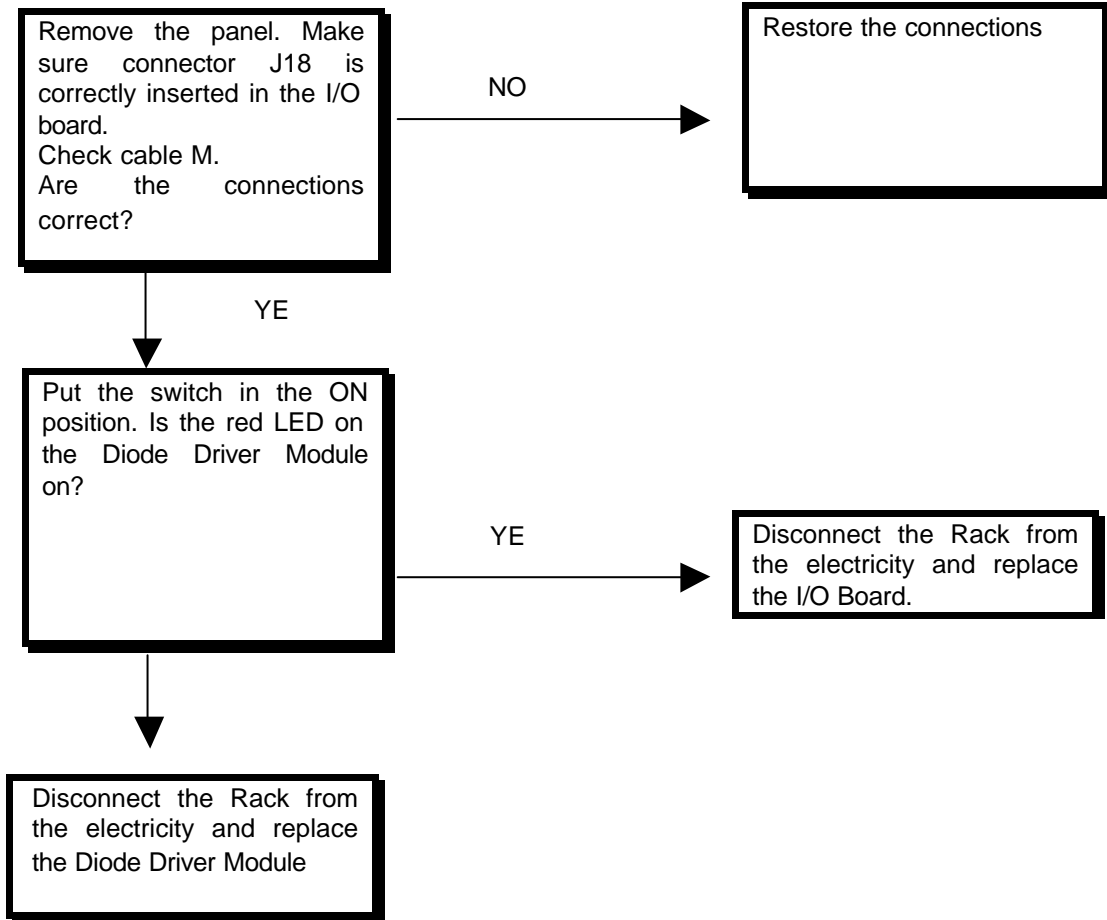 Remove the panel. Make
sure connector J18 is
correctly inserted in the I/O
board.
Check cable M.
Are the connections
correct?
NO
Restore the connections
YE
Put the switch in the ON
position. Is the red LED on
the Diode Driver Module
on?
YE
Disconnect the Rack from
the electricity and replace
the I/O Board.
Disconnect the Rack from
the electricity and replace
the Diode Driver Module